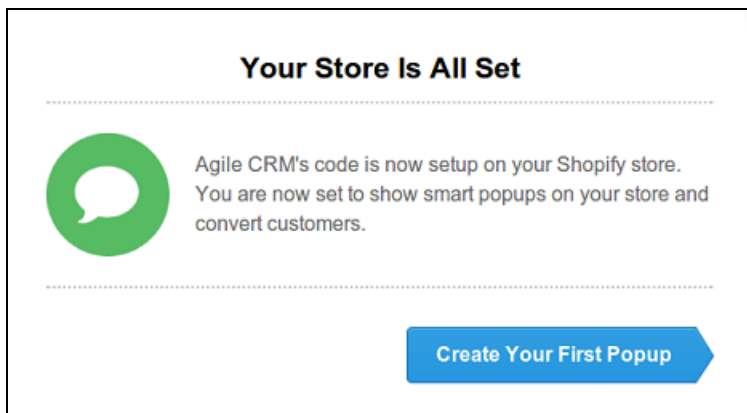 Your Store Is All Set
Agile CRM's code is now setup on your Shopify store.
You are now set to show smart popups on your store and
convert customers.
Create Your First Popup